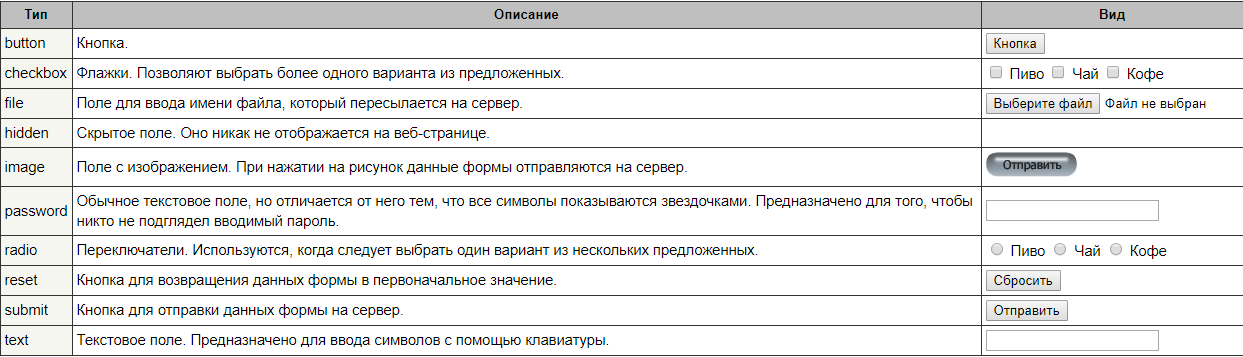 Тип Описание Вид
button Кнопка. Кнопка
checkbox Флажки. Позволяют выбрать более одного варианта из предложенных. Пиво Чай Кофе
file Поле для ввода имени файла, который пересылается на сервер. Выберите файл Файл не выбран
hidden Скрытое поле. Оно никак не отображается на веб-странице.
image Поле с изображением. При нажатии на рисунок данные формы отправляются на сервер. Отправить
password Обычное текстовое поле, но отличается от него тем, что все символы показываются звездочками. Предназначено для того, чтобы
никто не подглядел вводимый пароль.
radio Переключатели. Используются, когда следует выбрать один вариант из нескольких предложенных. Пиво Чай Кофе
reset Кнопка для возвращения данных формы в первоначальное значение. Сбросить
submit Кнопка для отправки данных формы на сервер. Отправить
text Текстовое поле. Предназначено для ввода символов с помощью клавиатуры.